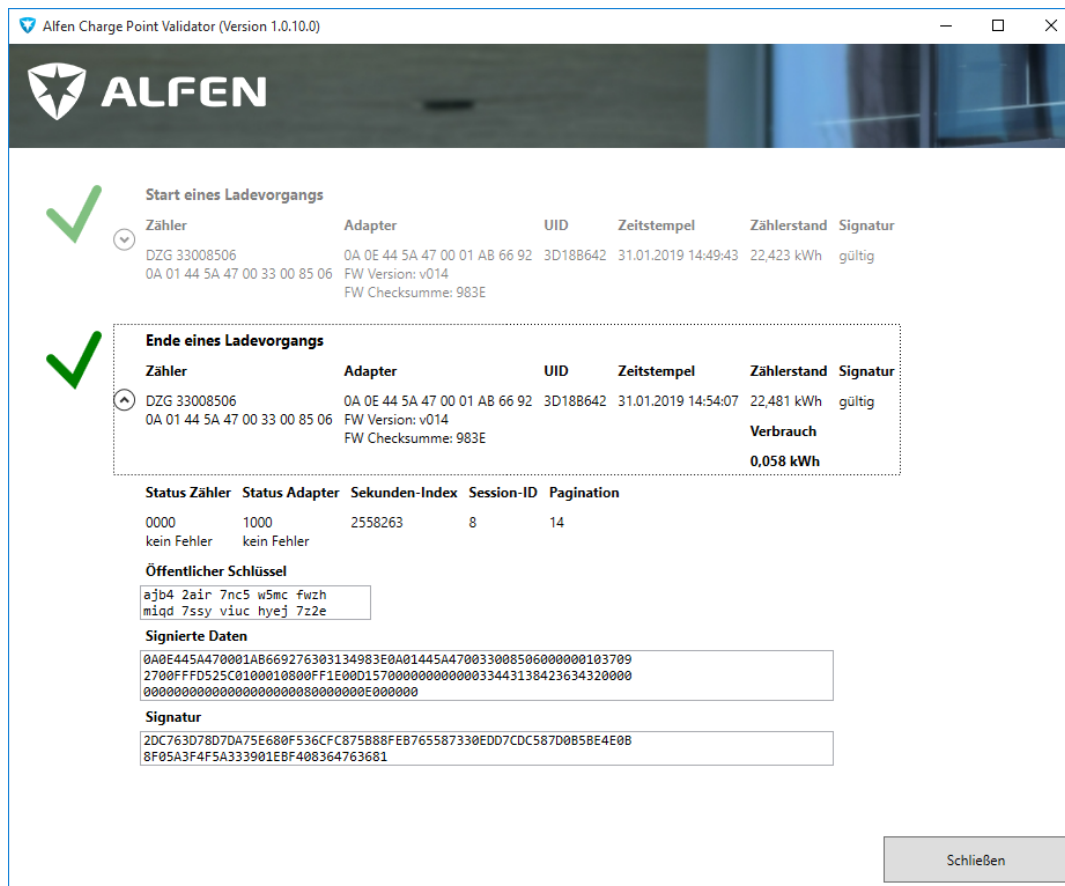 Alfen Charge Point Validator (Version 1.0.10.0)
ALFEN
Start eines Ladevorgangs
Zähler Adapter UID Zeitstempel Zählerstand Signatur
DZG 33008506 0A 0E 44 5A 47 00 01 AB 66 92 3D18B642 31.01.2019 14:49:43 22,423 kWh gültig
0A 01 44 5A 47 00 33 00 85 06 FW Version: v014
FW Checksumme: 983E
Ende eines Ladevorgangs
Zähler Adapter UID Zeitstempel Zählerstand Signatur
DZG 33008506 0A 0E 44 5A 47 00 01 AB 66 92 3D18B642 31.01.2019 14:54:07 22,481 kWh gültig
0A 01 44 5A 47 00 33 00 85 06 FW Version: v014
FW Checksumme: 983E Verbrauch
0,058 kWh
Status Zähler Status Adapter Sekunden-Index Session-ID Pagination
0000 1000 2558263 8 14
kein Fehler kein Fehler
Öffentlicher Schlüssel
ajb4 2air 7nc5 w5mc fwzh
miqd 7ssy viuc hyej 7z2e
Signierte Daten
0A0E445A470001AB669276303134983E0A01445A470033008506000000103709
2700FFFD525C0100010800FF1E00D15700000000000033443138423634320000
000000000000000000000000080000000E000000
Signatur
2DC763D78D7DA75E680F536CFC875B88FEB765587330EDD7CDC587D0B5BE4E0B
8F05A3F4F5A333901EBF408364763681
Schließen